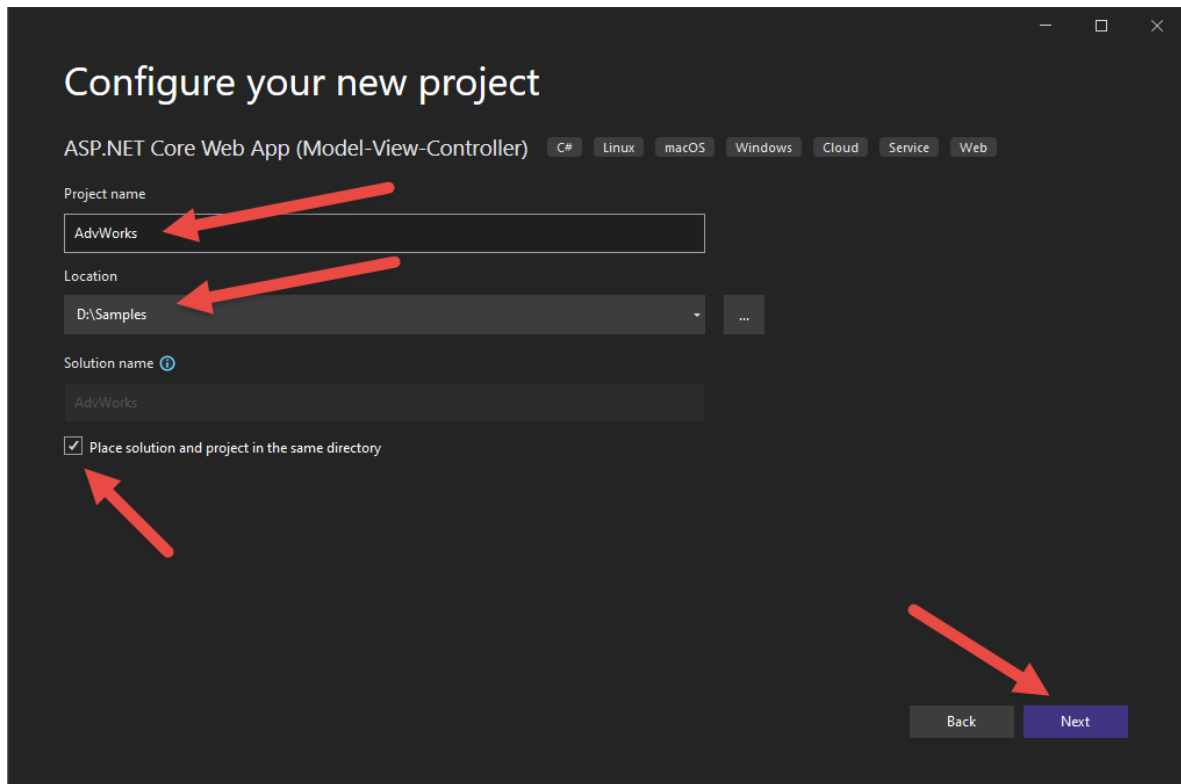 Configure your new project
ASP.NET Core Web App (Model-View-Controller) C# Linux macOS Windows Cloud Service Web
Project name
AdvWorks
Location
D:\Samples
...
Solution name
AdvWorks
Place solution and project in the same directory
Back Next